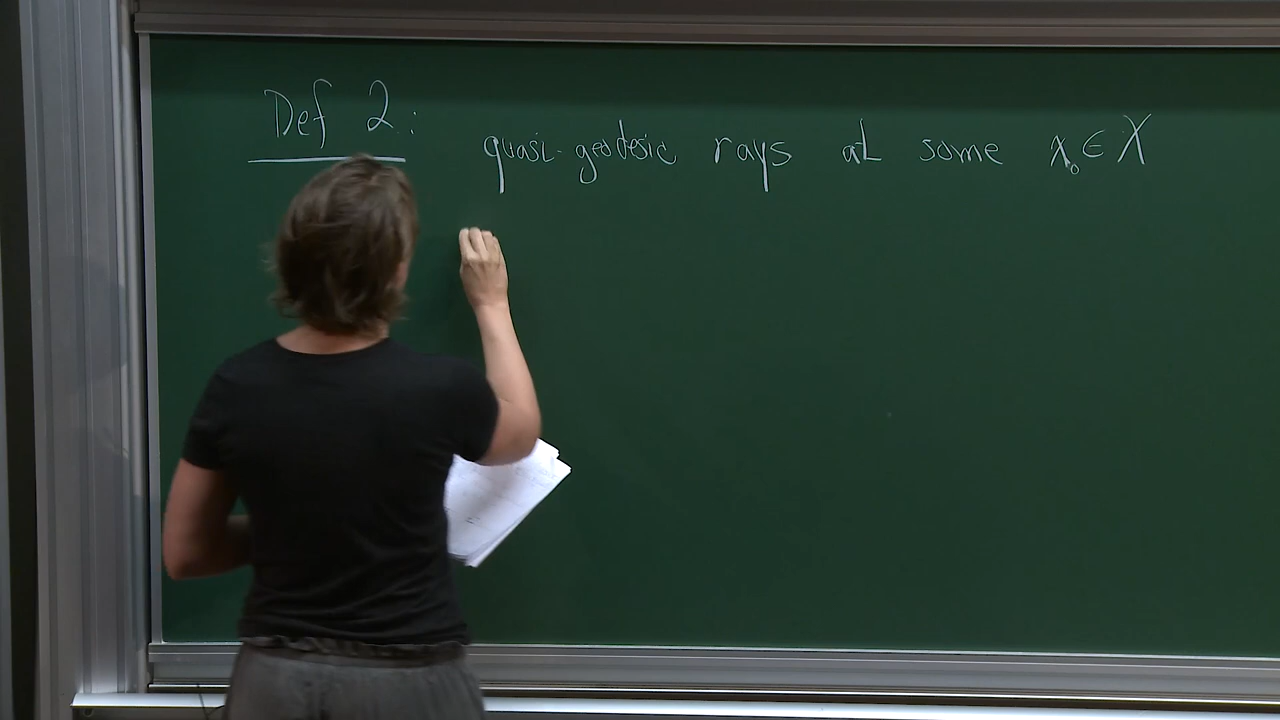 Def 2: quasi-geodesic rays at some x₀ ∈ X